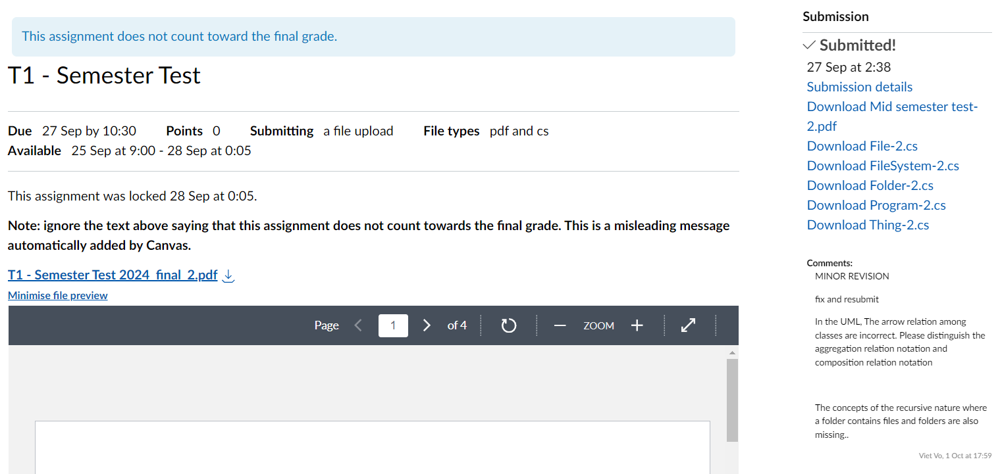 This assignment does not count toward the final grade.
T1 - Semester Test
Due 27 Sep by 10:30 Points 0 Submitting a file upload File types pdf and cs
Available 25 Sep at 9:00 - 28 Sep at 0:05
This assignment was locked 28 Sep at 0:05.
Note: ignore the text above saying that this assignment does not count towards the final grade. This is a misleading message
automatically added by Canvas.
T1 - Semester Test 2024_final_2.pdf
Minimise file preview
Page 1 of 4 ZOOM
Submission
Submitted!
27 Sep at 2:38
Submission details
Download Mid semester test-
2.pdf
Download File-2.cs
Download FileSystem-2.cs
Download Folder-2.cs
Download Program-2.cs
Download Thing-2.cs
Comments:
MINOR REVISION
fix and resubmit
In the UML, The arrow relation among
classes are incorrect. Please distinguish the
aggregation relation notation and
composition relation notation
The concepts of the recursive nature where
a folder contains files and folders are also
missing..
Viet Vo, 1 Oct at 17:59